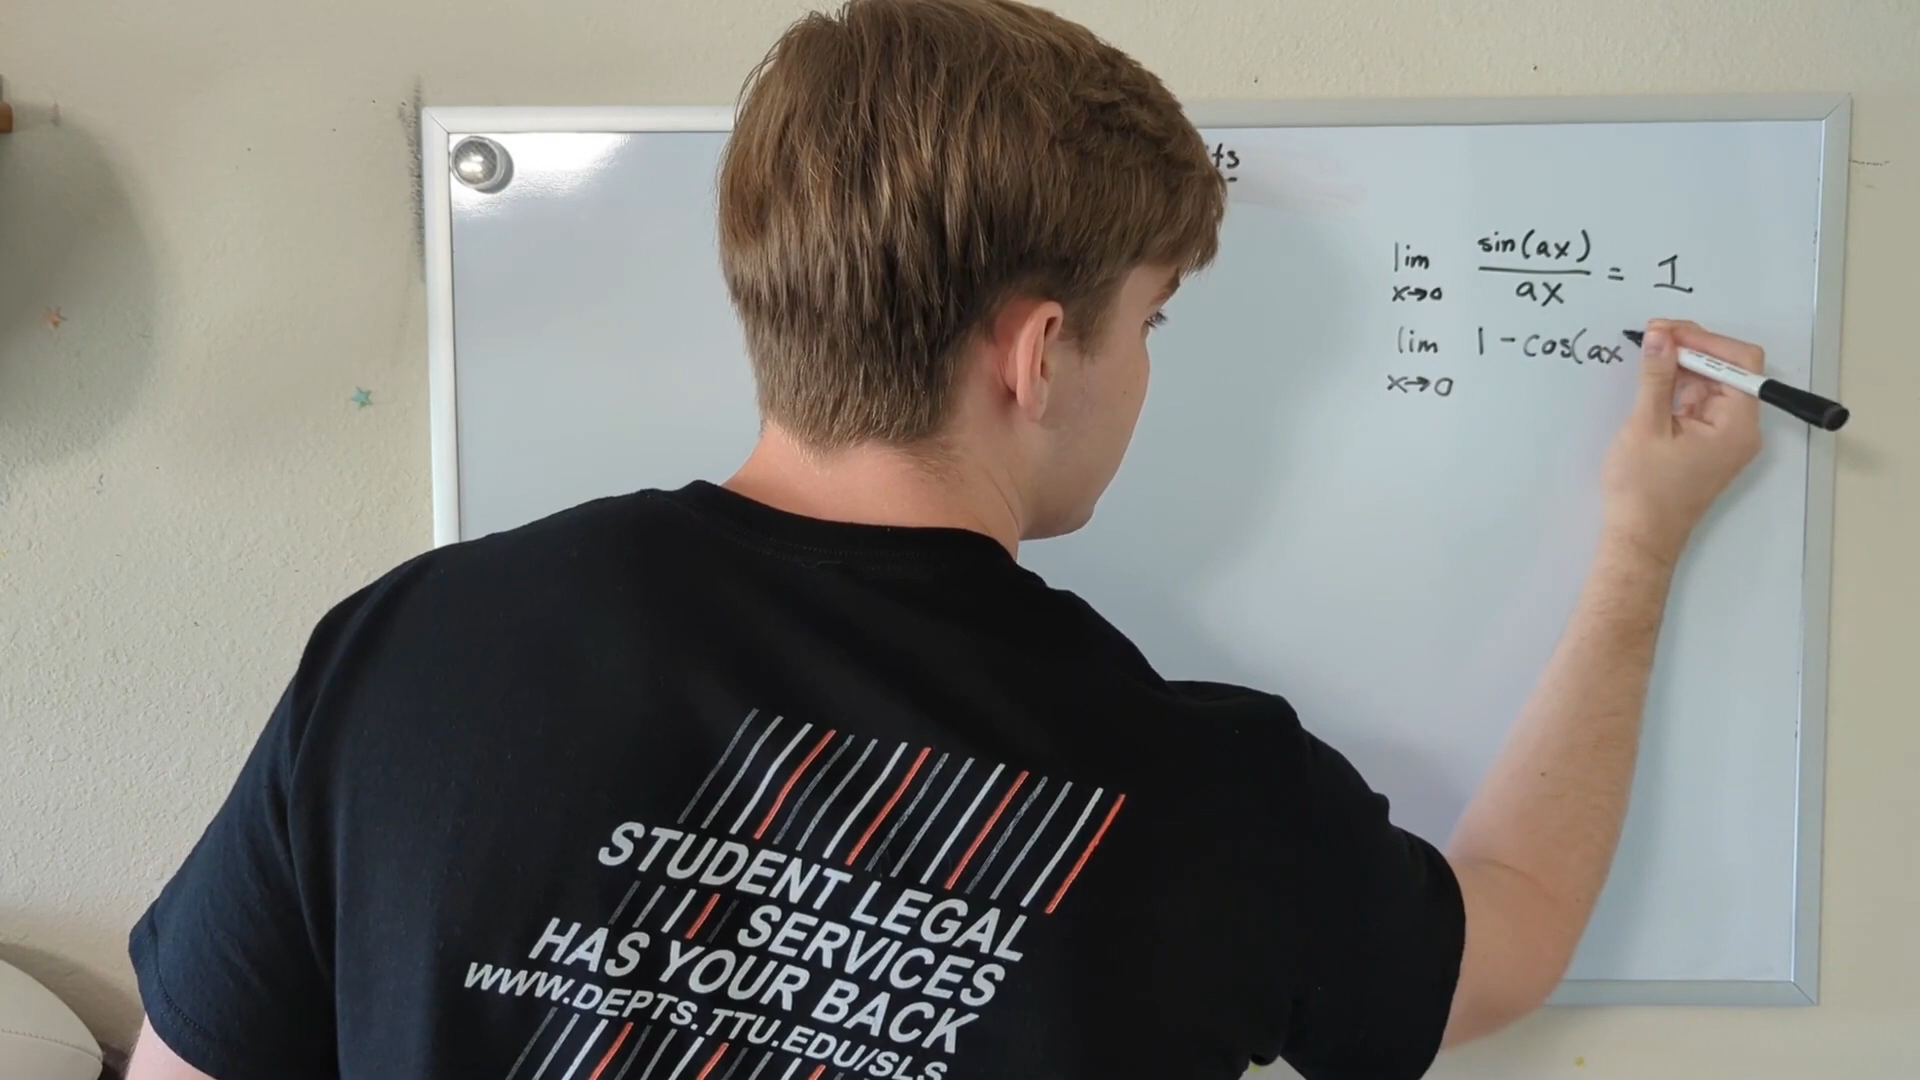 ts
lim sin(ax) = 1
x→0 ax
lim 1-cos(ax
x→0
STUDENT LEGAL
SERVICES
HAS YOUR BACK
WWW.DEPTS.TTU.EDU/SLS